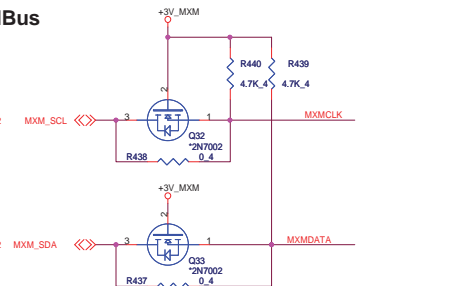 Bus
+3V_MXM
R440
R439
4.7K_4
4.7K_4
2
MXM_SCL
3
1
MXMCLK
Q32
*2N7002
R438
0_4
+3V_MXM
2
MXM_SDA
3
1
MXMDATA
Q33
*2N7002
R437
0_4